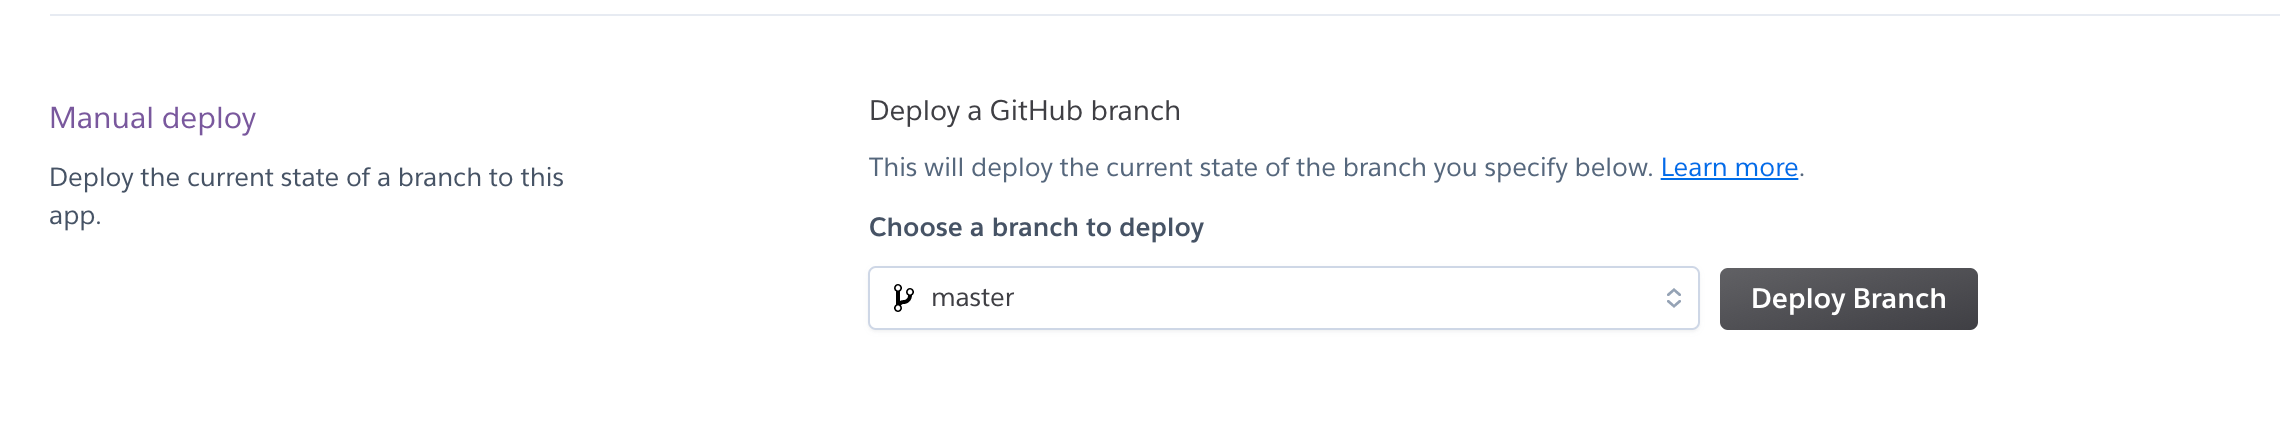 Manual deploy
Deploy the current state of a branch to this
app.
Deploy a GitHub branch
This will deploy the current state of the branch you specify below. Learn more.
Choose a branch to deploy
master
Deploy Branch